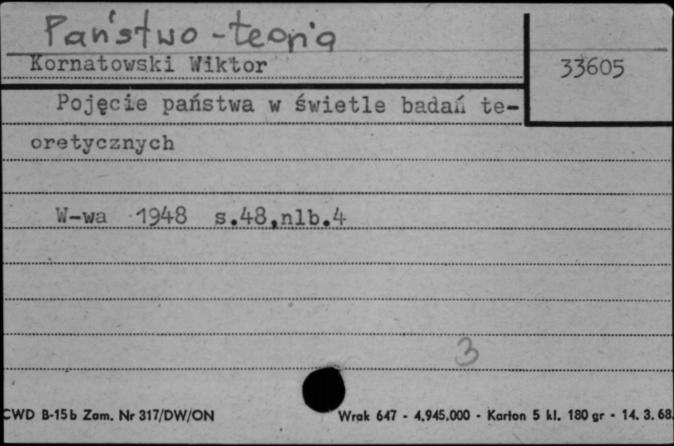 Państwo-teoria
Kornatowski Wiktor
33605
Pojęcie państwa w świetle badań te-
oretycznych
W-wa 1948 s.48,nlb.4
3
CWD B-15b Zam. Nr 317/DW/ON
Wrak 647 - 4.945.000 - Karton 5 kl. 180 gr - 14. 3. 68.